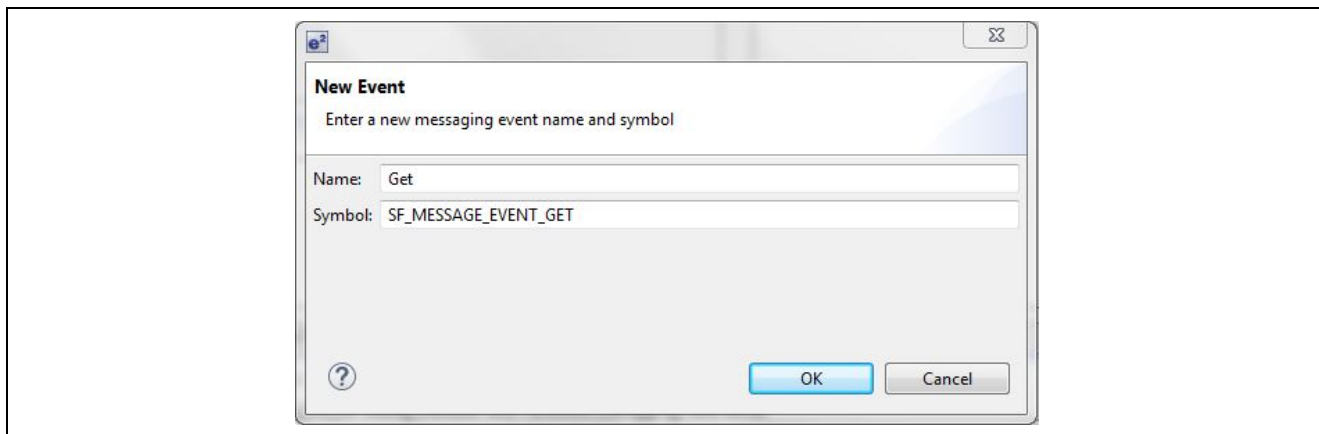 e²
New Event
Enter a new messaging event name and symbol
Name: Get
Symbol: SF_MESSAGE_EVENT_GET
?
OK Cancel